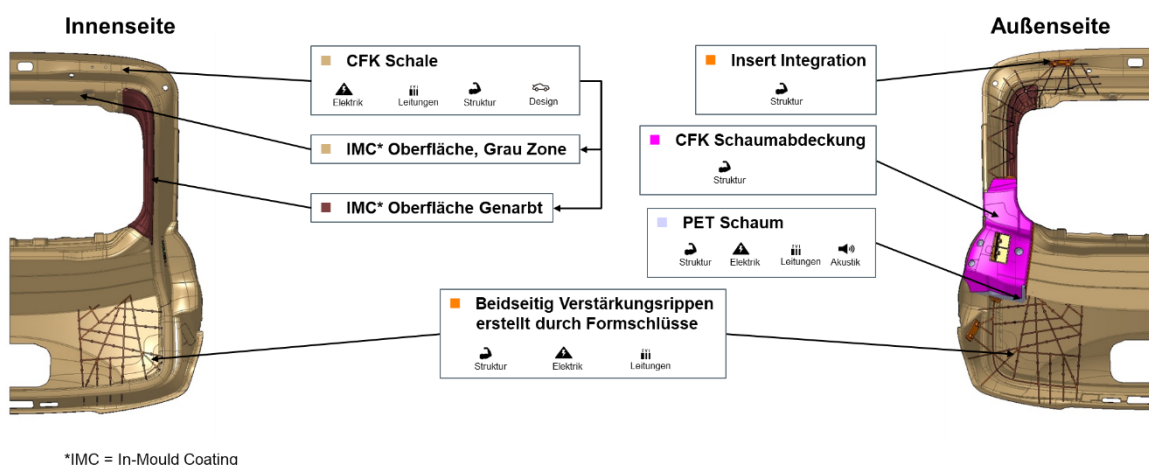 Innenseite
Außenseite
CFK Schale
Elektrik Leitungen Struktur Design
IMC* Oberfläche, Grau Zone
IMC* Oberfläche Genarbt
Insert Integration
Struktur
CFK Schaumabdeckung
Struktur
PET Schaum
Struktur Elektrik Leitungen Akustik
Beidseitig Verstärkungsrippen
erstellt durch Formschlüsse
Struktur Elektrik Leitungen
*IMC = In-Mould Coating